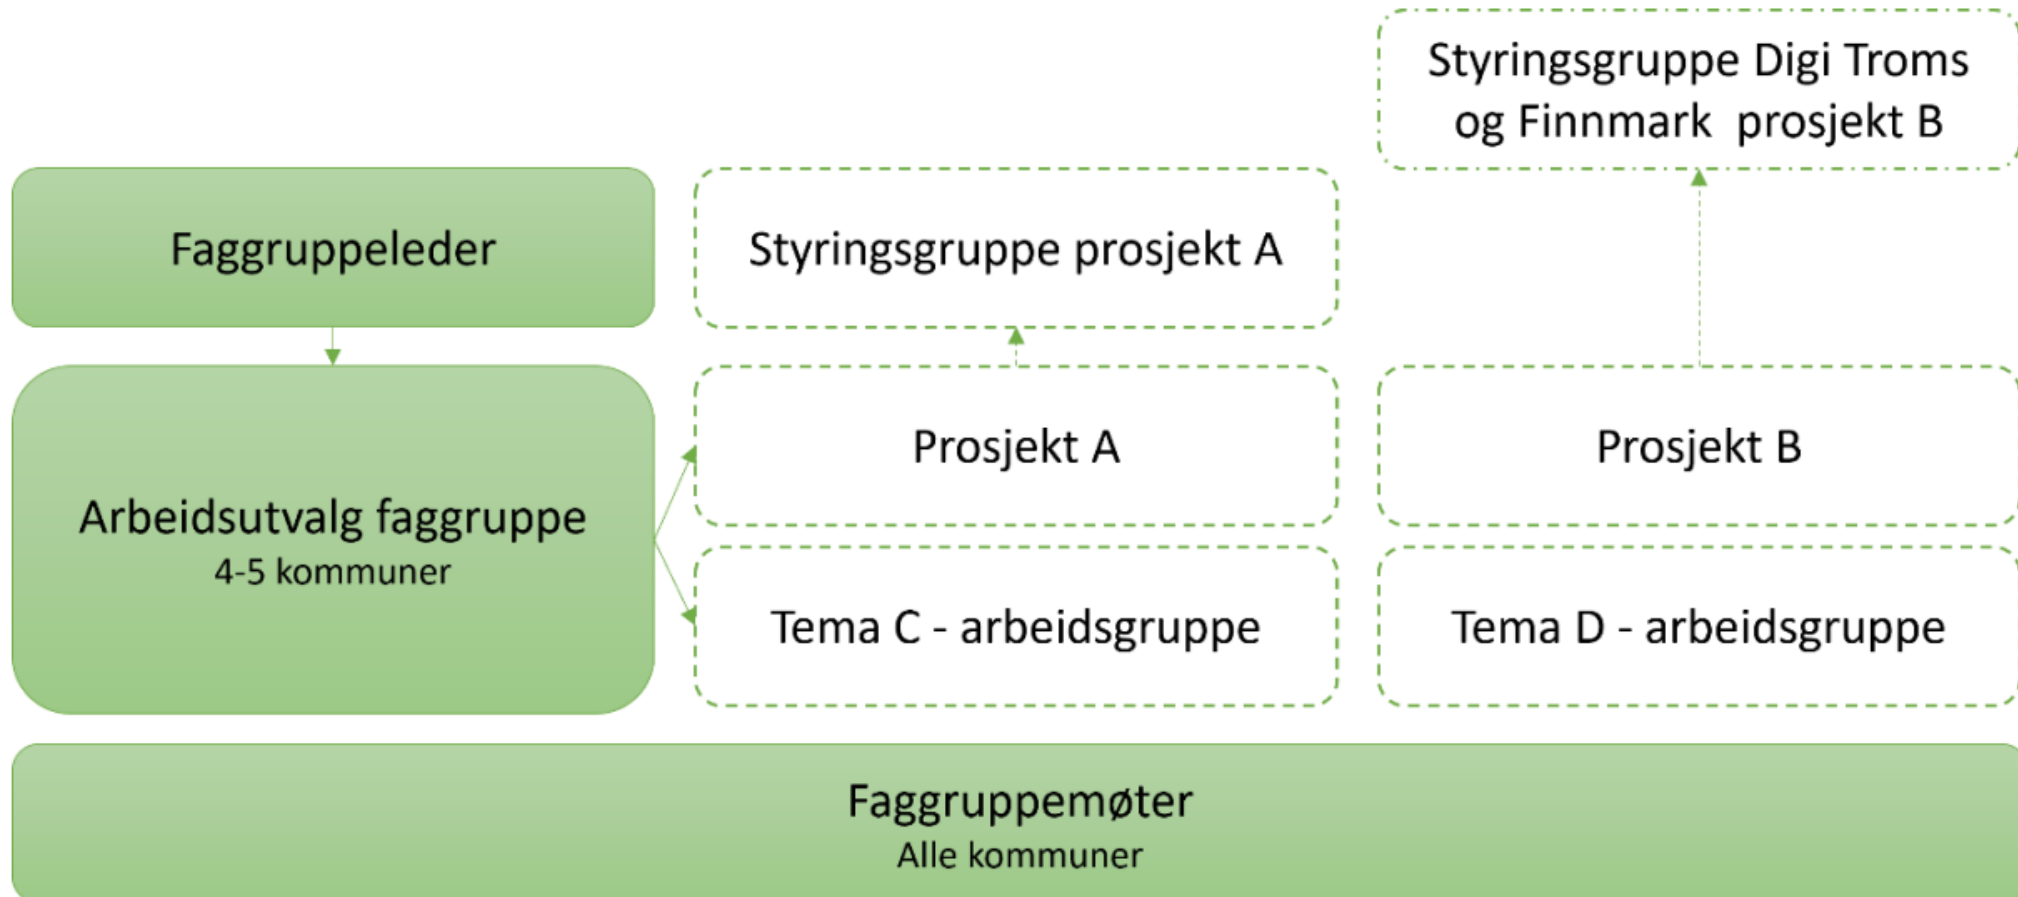 Styringsgruppe Digi Troms
og Finnmark prosjekt B
Faggruppeleder
Styringsgruppe prosjekt A
Arbeidsutvalg faggruppe
4-5 kommuner
Prosjekt A
Prosjekt B
Tema C - arbeidsgruppe
Tema D - arbeidsgruppe
Faggruppemøter
Alle kommuner